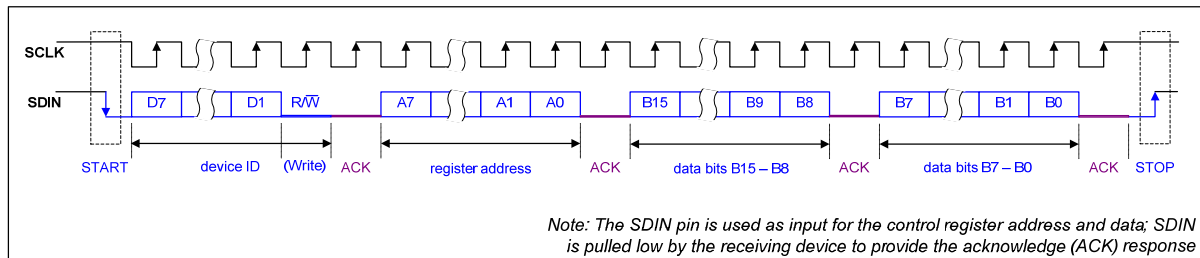 SCLK
SDIN D7 D1 R/W A7 A1 A0 B15 B9 B8 B7 B1 B0
START device ID (Write) ACK register address ACK data bits B15 – B8 ACK data bits B7 – B0 ACK STOP
Note: The SDIN pin is used as input for the control register address and data; SDIN
is pulled low by the receiving device to provide the acknowledge (ACK) response